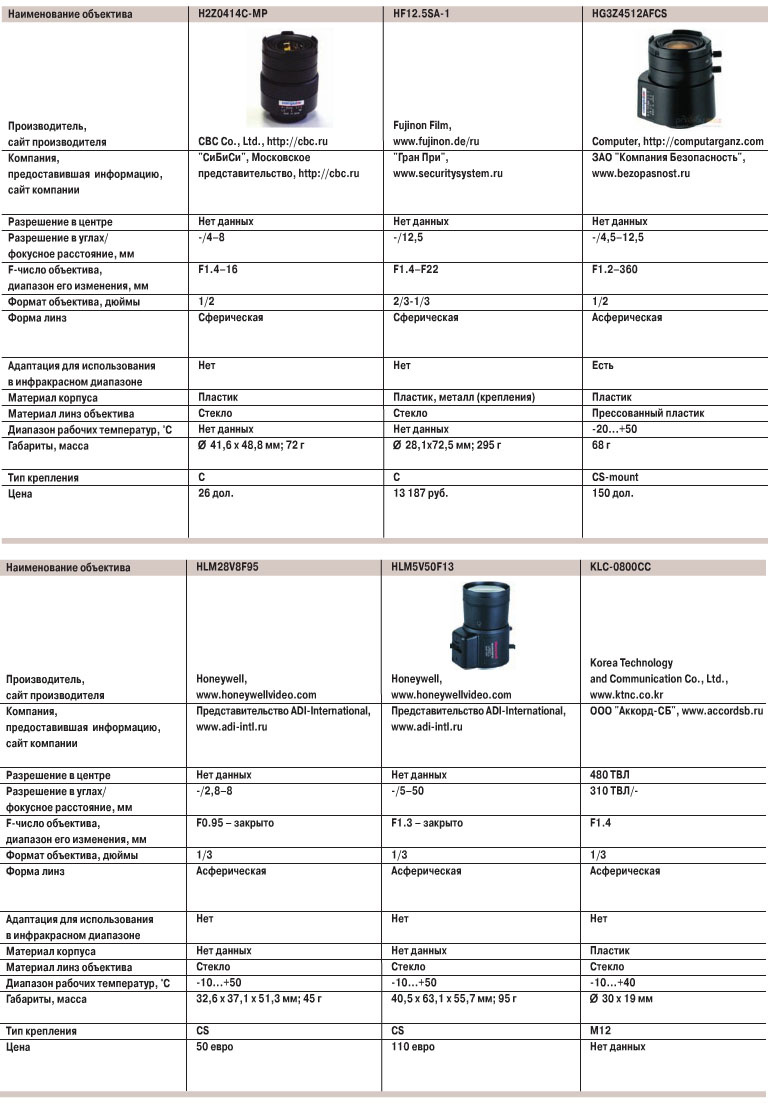 Наименование объектива H2Z0414C-MP HF12.5SA-1 HG3Z4512AFCS
Производитель, Fujinon Film,
сайт производителя CBC Co., Ltd., http://cbc.ru www.fujinon.de/ru Computer, http://computarganz.com
Компания, "СиБиСи", Московское "Гран При", ЗАО "Компания Безопасность",
предоставившая информацию, представительство, http://cbc.ru www.securitysystem.ru www.bezopasnost.ru
сайт компании
Разрешение в центре Нет данных Нет данных Нет данных
Разрешение в углах/ -/4–8 -/12,5 -/4,5–12,5
фокусное расстояние, мм
F-число объектива, F1.4–16 F1.4–F22 F1.2–360
диапазон его изменения, мм
Формат объектива, дюймы 1/2 2/3-1/3 1/2
Форма линз Сферическая Сферическая Асферическая
Адаптация для использования Нет Нет Есть
в инфракрасном диапазоне
Материал корпуса Пластик Пластик, металл (крепления) Пластик
Материал линз объектива Стекло Стекло Прессованный пластик
Диапазон рабочих температур, °С Нет данных Нет данных -20...+50
Габариты, масса Ø 41,6 х 48,8 мм; 72 г Ø 28,1х72,5 мм; 295 г 68 г
Тип крепления C C CS-mount
Цена 26 дол. 13 187 руб. 150 дол.
Наименование объектива HLM28V8F95 HLM5V50F13 KLC-0800CC
Korea Technology
Производитель, Honeywell, Honeywell, and Communication Co., Ltd.,
сайт производителя www.honeywellvideo.com www.honeywellvideo.com www.ktnc.co.kr
Компания, Представительство ADI-International, Представительство ADI-International, ООО "Аккорд-СБ", www.accordsb.ru
предоставившая информацию, www.adi-intl.ru www.adi-intl.ru
сайт компании
Разрешение в центре Нет данных Нет данных 480 ТВЛ
Разрешение в углах/ -/2,8–8 -/5–50 310 ТВЛ/-
фокусное расстояние, мм
F-число объектива, F0.95 – закрыто F1.3 – закрыто F1.4
диапазон его изменения, мм
Формат объектива, дюймы 1/3 1/3 1/3
Форма линз Асферическая Асферическая Асферическая
Адаптация для использования Нет Нет Нет
в инфракрасном диапазоне
Материал корпуса Нет данных Нет данных Пластик
Материал линз объектива Стекло Стекло Стекло
Диапазон рабочих температур, °С -10...+50 -10...+50 -10...+40
Габариты, масса 32,6 х 37,1 х 51,3 мм; 45 г 40,5 х 63,1 х 55,7 мм; 95 г Ø 30 х 19 мм
Тип крепления CS CS M12
Цена 50 евро 110 евро Нет данных